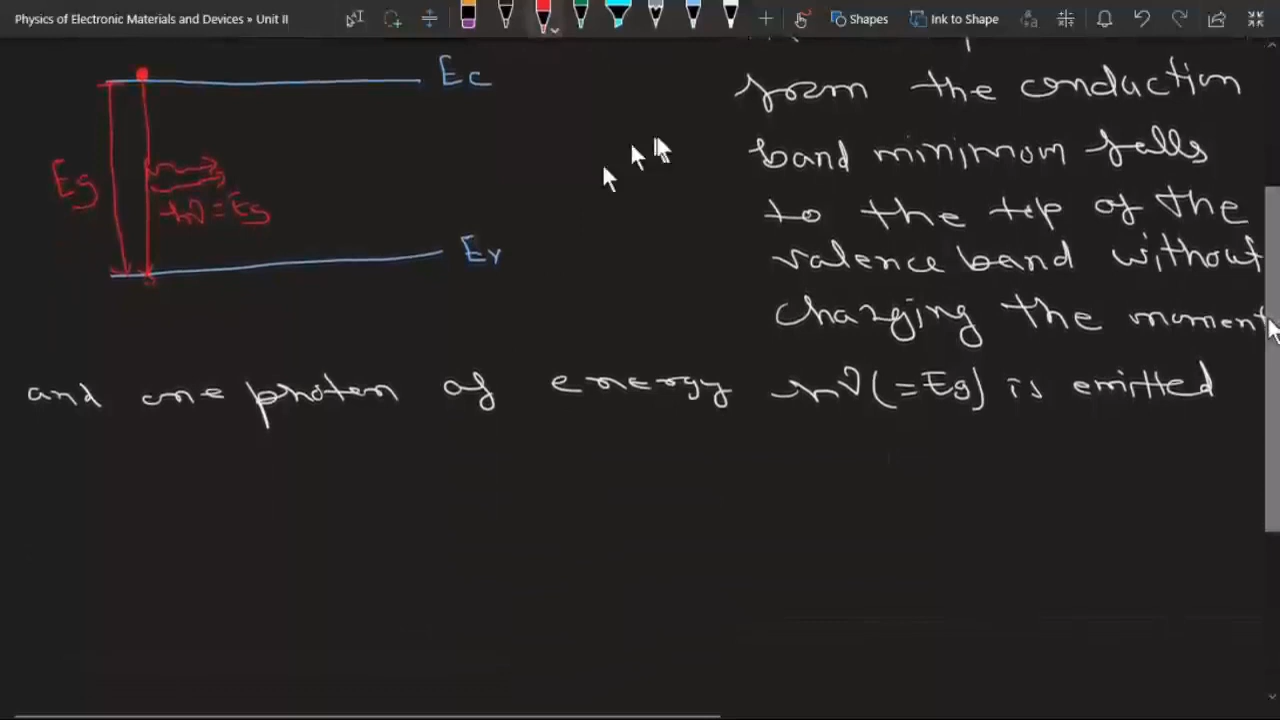 Physics of Electronic Materials and Devices » Unit II
Shapes
Ink to Shape
Ec
form the conduction
band minimum falls
Eg
hν = Eg
to the top of the
Ev
valence band without
changing the moment
and one photon of energy hν (= Eg) is emitted